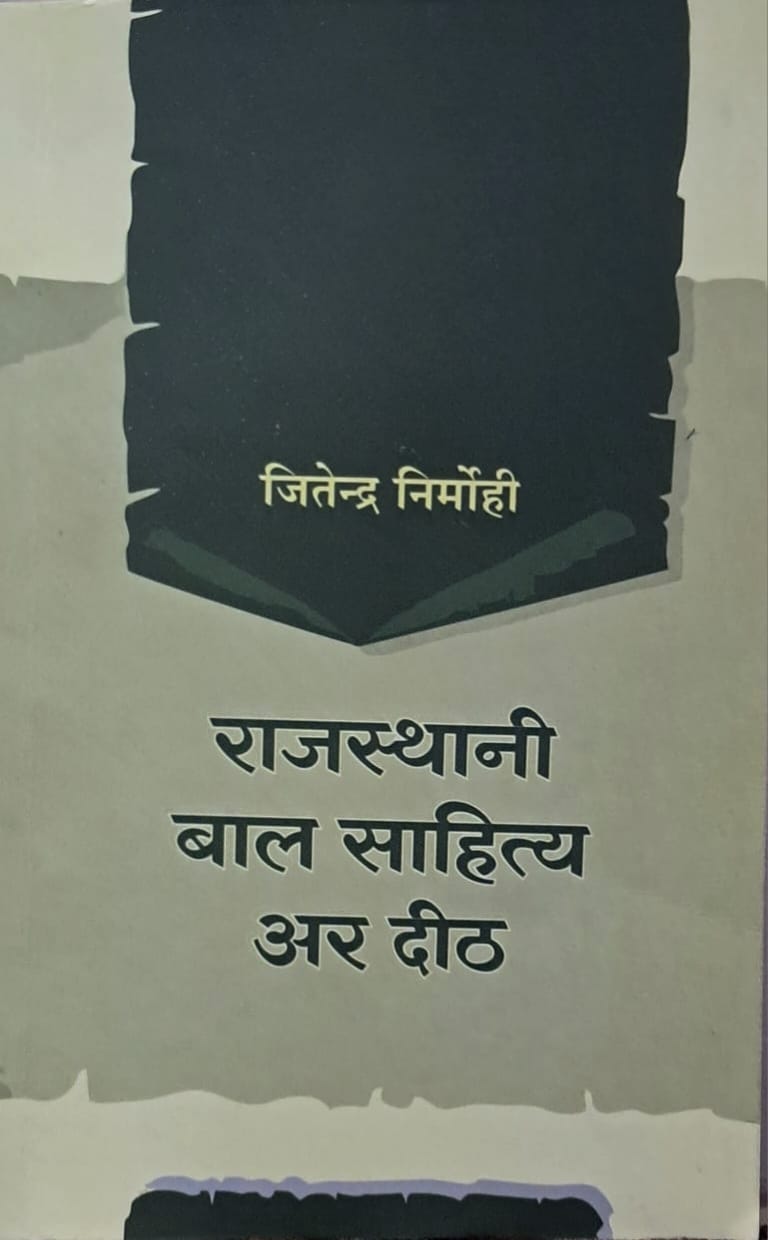 जितेन्द्र निर्मोही
राजस्थानी
बाल साहित्य
अर दीठ